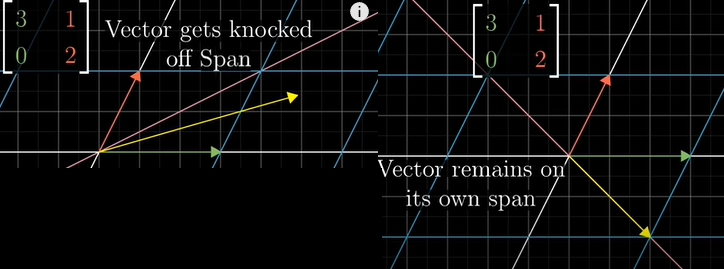 3 1
0 2
Vector gets knocked
off Span
i
3 1
0 2
Vector remains on
its own span